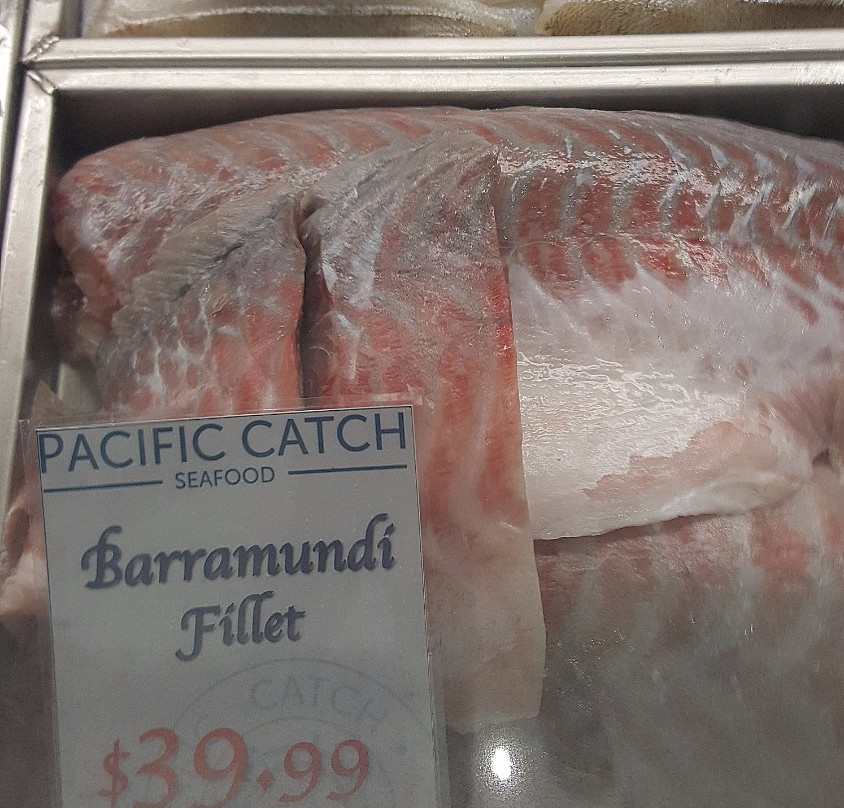 PACIFIC CATCH
SEAFOOD
Barramundi
Fillet
CATCH
$39.99